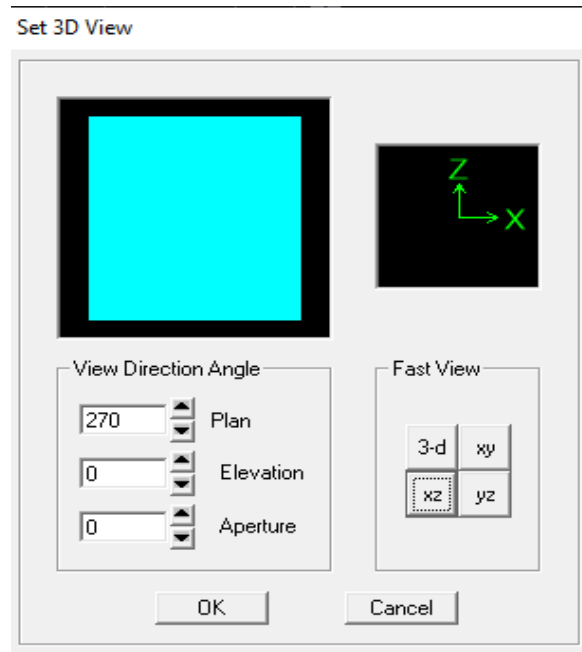 Set 3D View
Z
X
View Direction Angle
270 Plan
0 Elevation
0 Aperture
Fast View
3-d xy
xz yz
OK Cancel